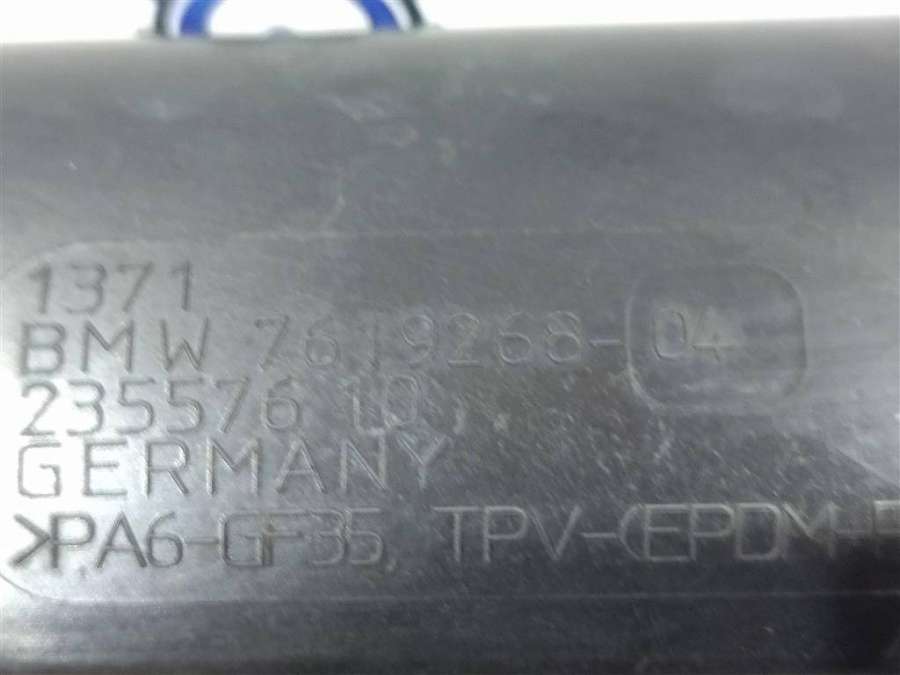 1371
BMW 7619268-04
235576 10
GERMANY
>PA6-GF35, TPV-(EPDM+P